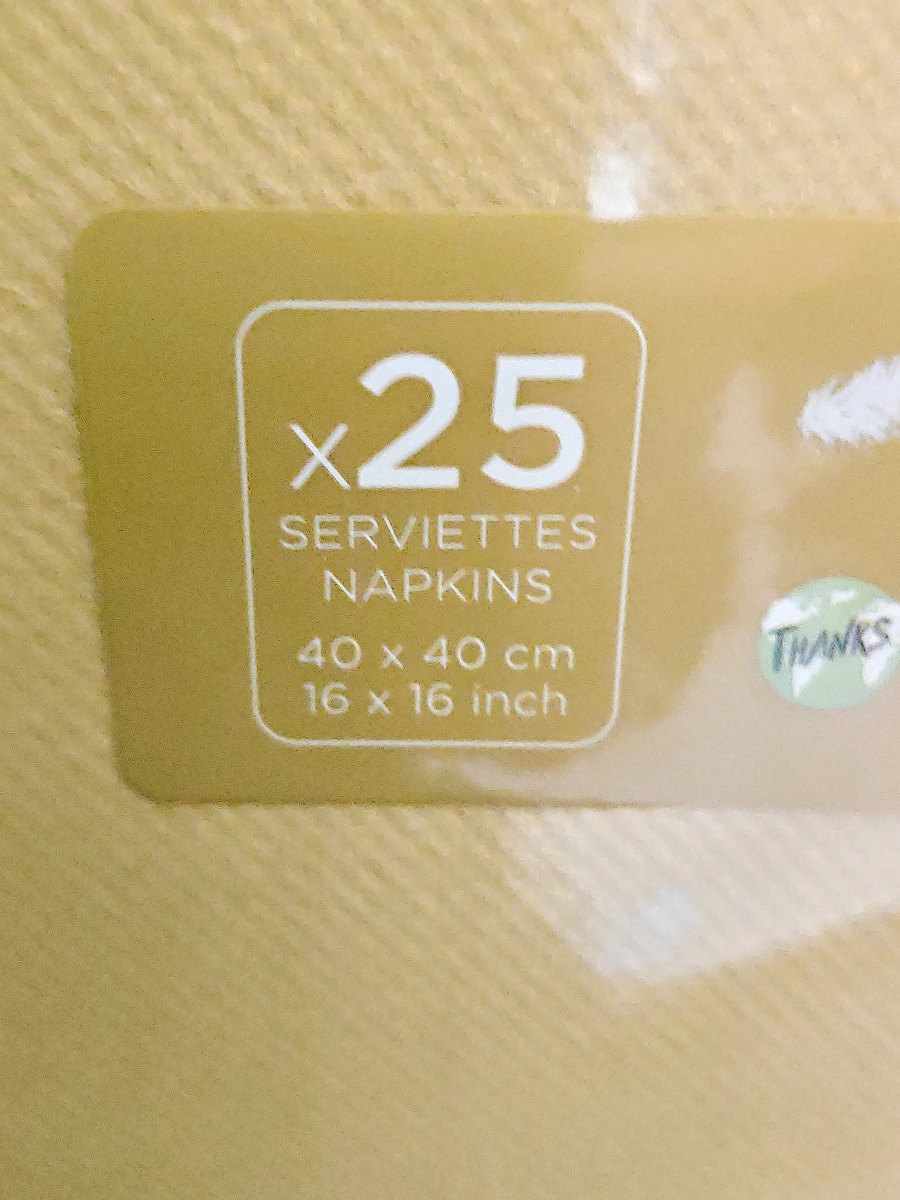 x25
SERVIETTES
NAPKINS
40 x 40 cm
16 x 16 inch
THANKS